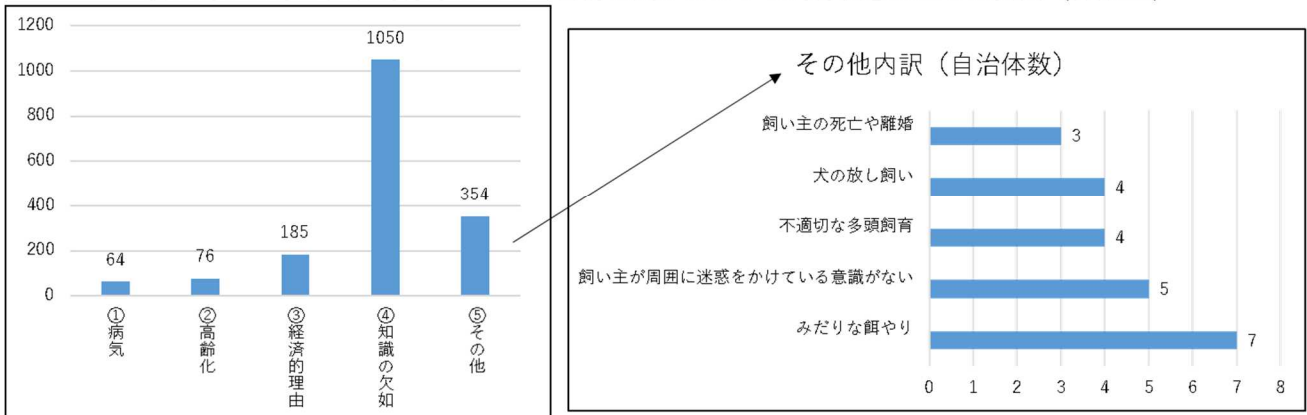 1200
1000
800
600
400
200
0
64
76
185
1050
354
①病気
②高齢化
③経済的理由
④知識の欠如
⑤その他
その他内訳（自治体数）
飼い主の死亡や離婚
3
犬の放し飼い
4
不適切な多頭飼育
4
飼い主が周囲に迷惑をかけている意識がない
5
みだりな餌やり
7
0 1 2 3 4 5 6 7 8